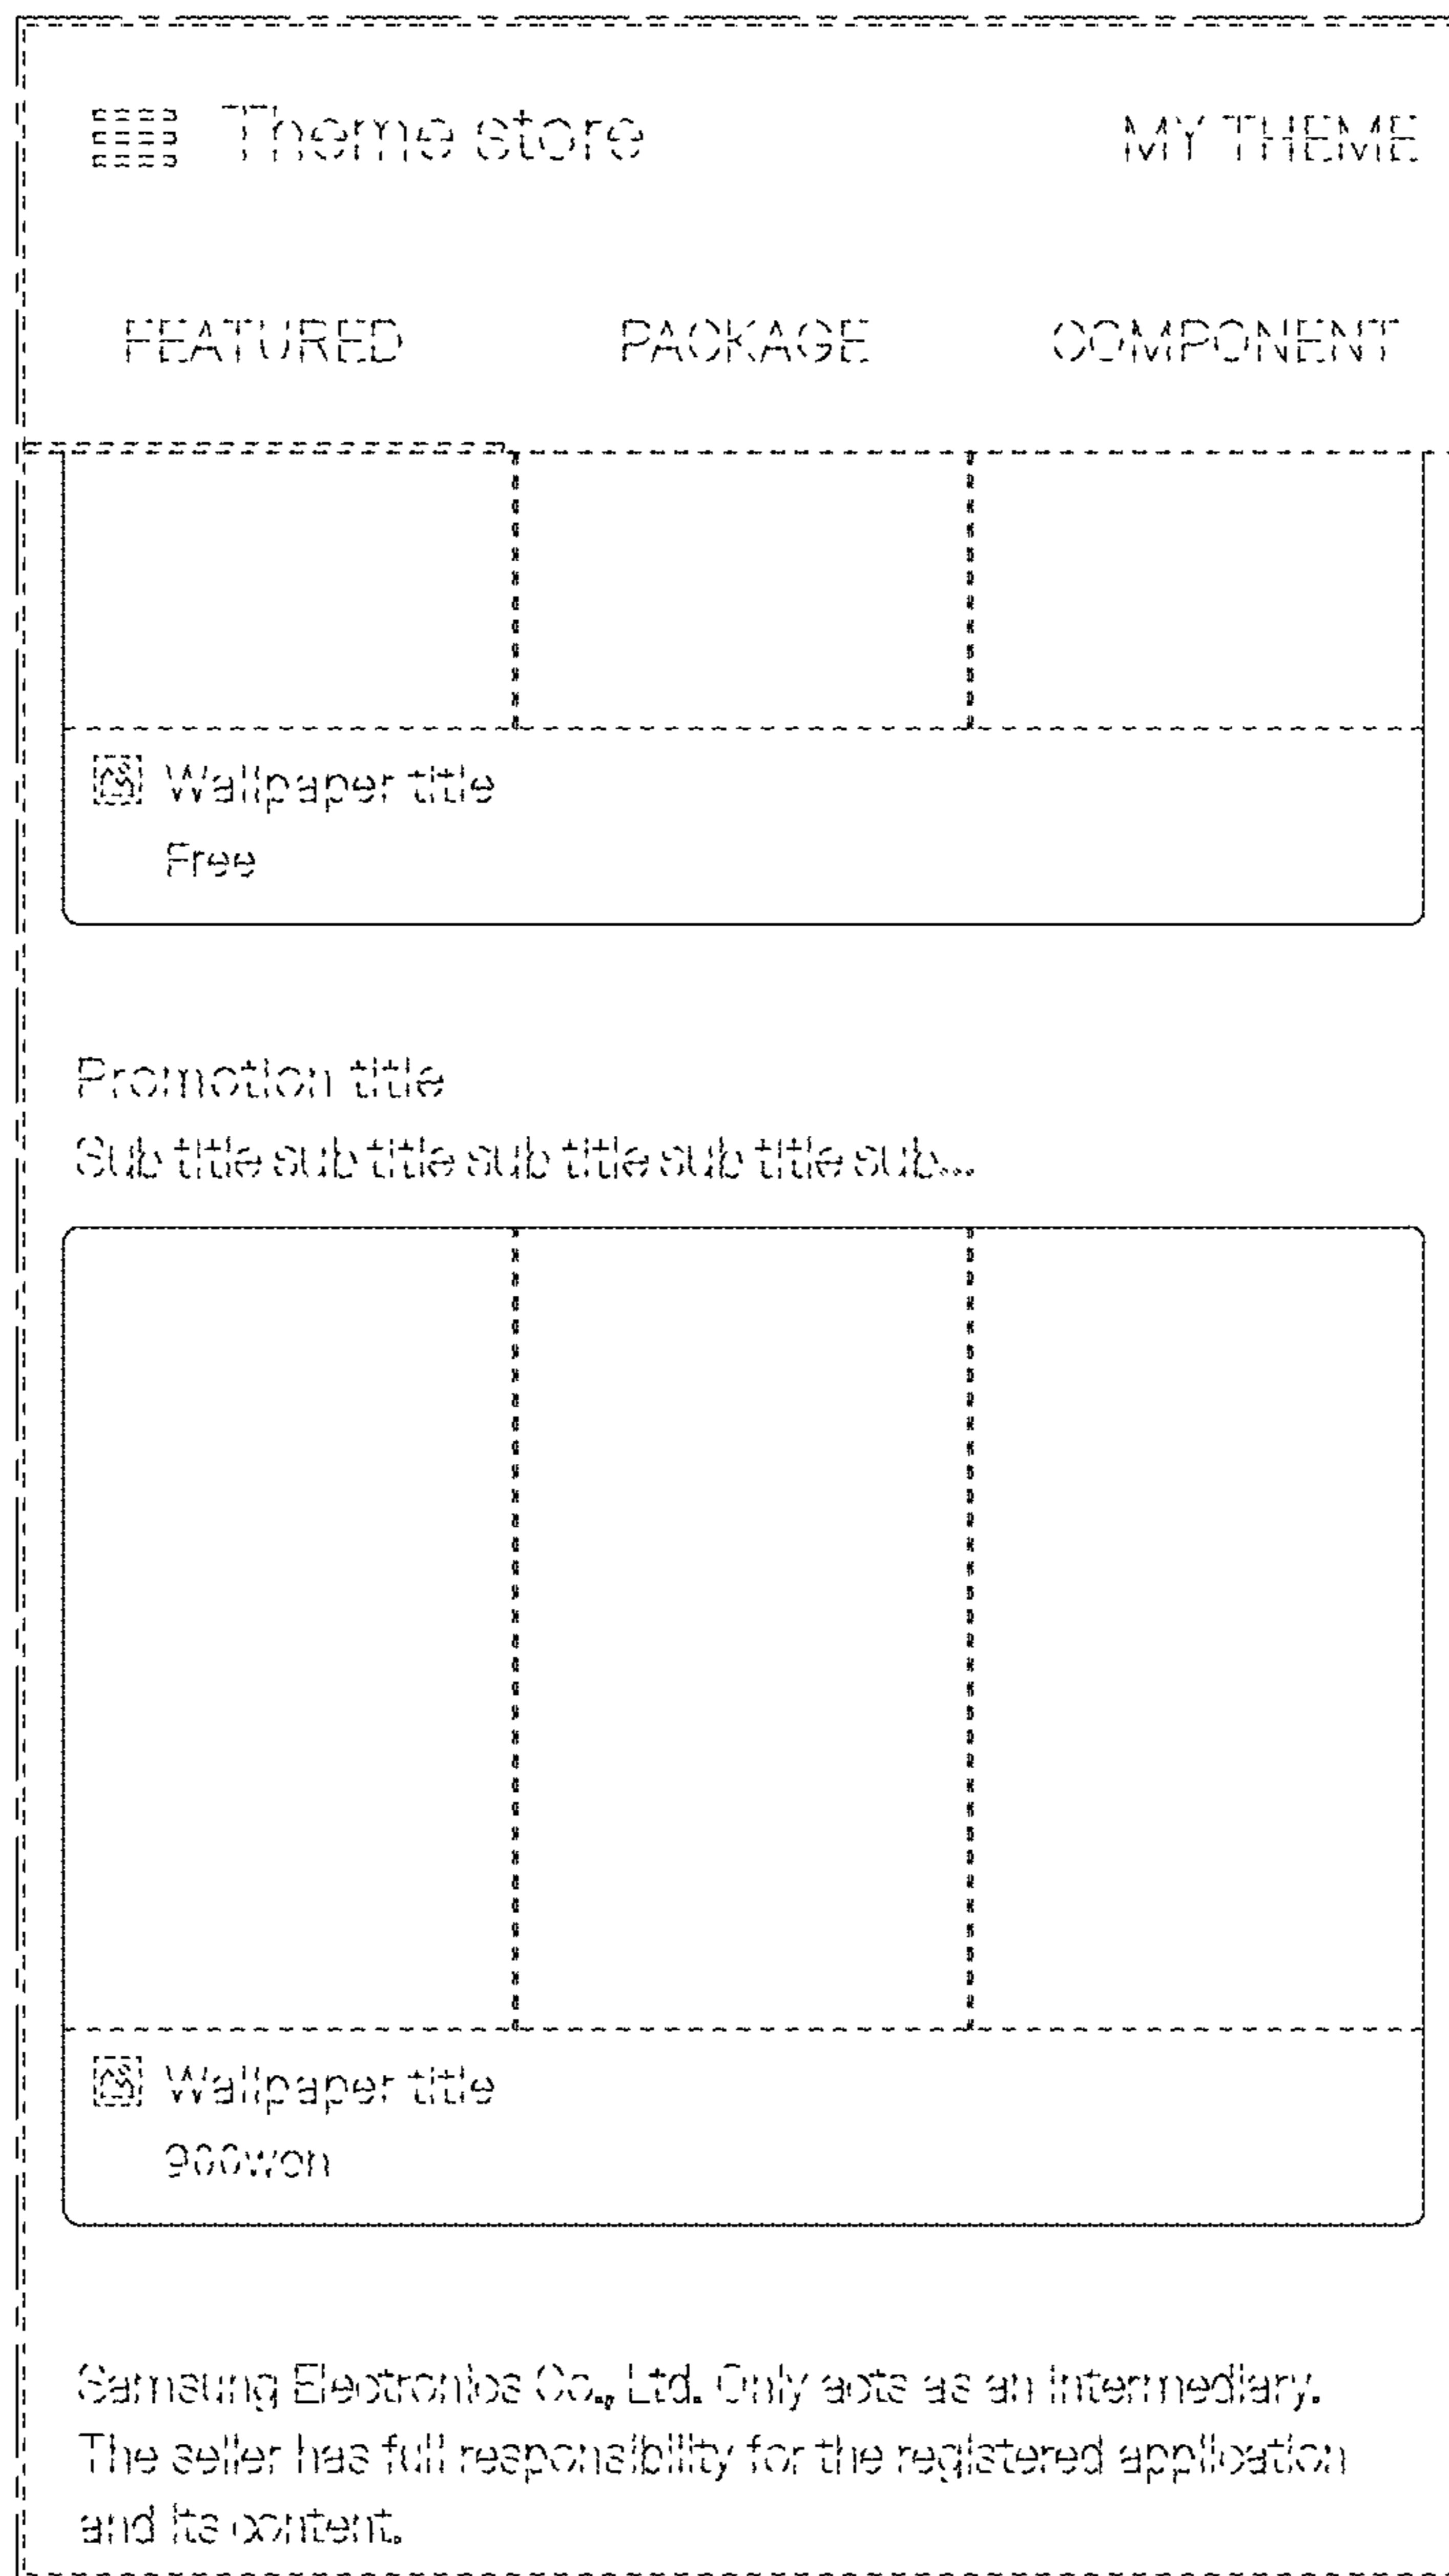 Theme store
MY THEME
FEATURED PACKAGE COMPONENT
Wallpaper title
Free
Promotion title
Sub title sub title sub title sub title sub...
Wallpaper title
900won
Samsung Electronics Co., Ltd. Only acts as an intermediary.
The seller has full responsibility for the registered application
and its content.